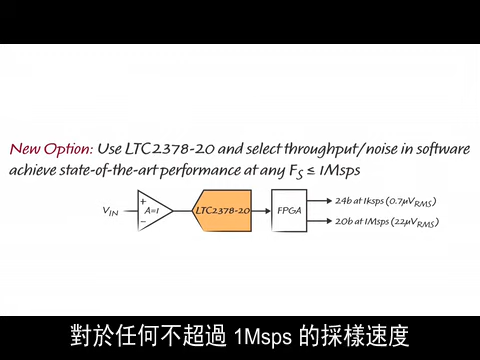 New Option: Use LTC2378-20 and select throughput/noise in software
achieve state-of-the-art performance at any FS ≤ 1Msps
VIN
+
A=1
−
LTC2378-20
FPGA
24b at 1ksps (0.7μVRMS)
20b at 1Msps (22μVRMS)
對於任何不超過 1Msps 的採樣速度